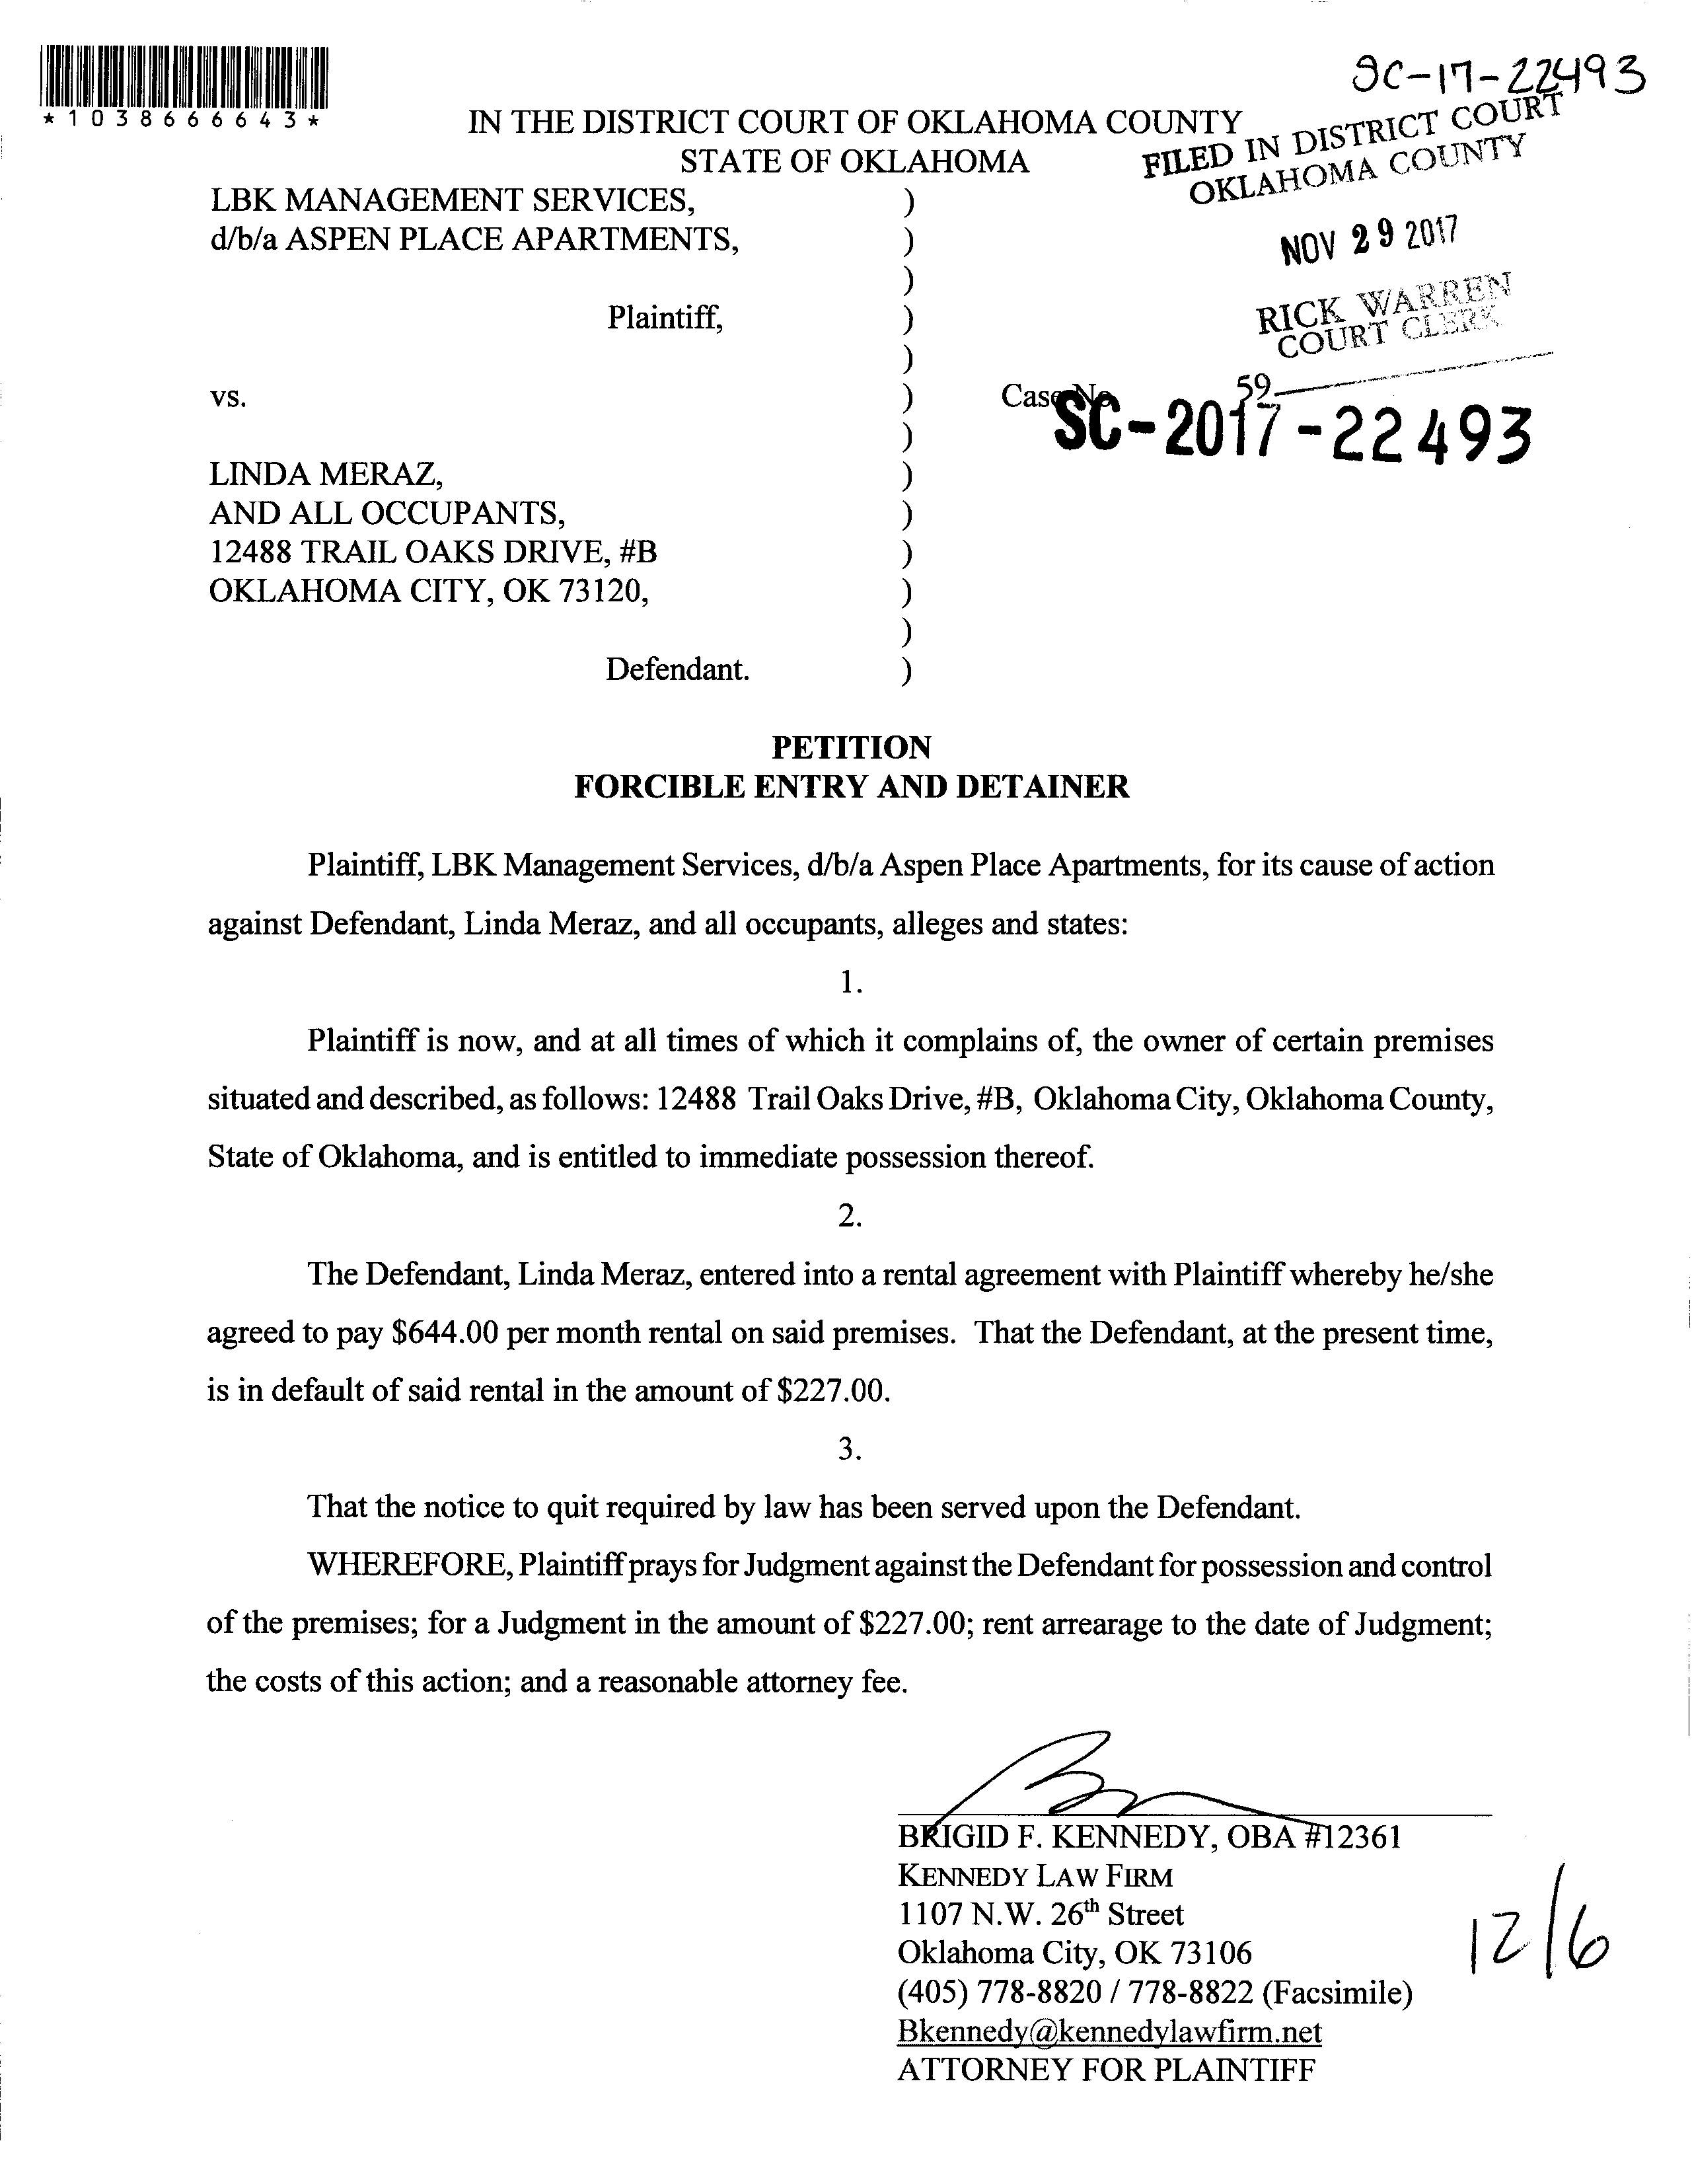 SC-17-22493
*1038666643*
IN THE DISTRICT COURT OF OKLAHOMA COUNTY
STATE OF OKLAHOMA
FILED IN DISTRICT COURT
OKLAHOMA COUNTY
NOV 29 2017
RICK WARREN
COURT CLERK
59
LBK MANAGEMENT SERVICES, )
d/b/a ASPEN PLACE APARTMENTS, )
)
Plaintiff, )
)
vs. ) Case No.
SC-2017-22493
)
LINDA MERAZ, )
AND ALL OCCUPANTS, )
12488 TRAIL OAKS DRIVE, #B )
OKLAHOMA CITY, OK 73120, )
)
Defendant. )
PETITION
FORCIBLE ENTRY AND DETAINER
Plaintiff, LBK Management Services, d/b/a Aspen Place Apartments, for its cause of action
against Defendant, Linda Meraz, and all occupants, alleges and states:
1.
Plaintiff is now, and at all times of which it complains of, the owner of certain premises
situated and described, as follows: 12488 Trail Oaks Drive, #B, Oklahoma City, Oklahoma County,
State of Oklahoma, and is entitled to immediate possession thereof.
2.
The Defendant, Linda Meraz, entered into a rental agreement with Plaintiff whereby he/she
agreed to pay $644.00 per month rental on said premises. That the Defendant, at the present time,
is in default of said rental in the amount of $227.00.
3.
That the notice to quit required by law has been served upon the Defendant.
WHEREFORE, Plaintiff prays for Judgment against the Defendant for possession and control
of the premises; for a Judgment in the amount of $227.00; rent arrearage to the date of Judgment;
the costs of this action; and a reasonable attorney fee.
BRIGID F. KENNEDY, OBA #12361
KENNEDY LAW FIRM
1107 N.W. 26th Street
Oklahoma City, OK 73106
(405) 778-8820 / 778-8822 (Facsimile)
Bkennedy@kennedylawfirm.net
ATTORNEY FOR PLAINTIFF
12/6